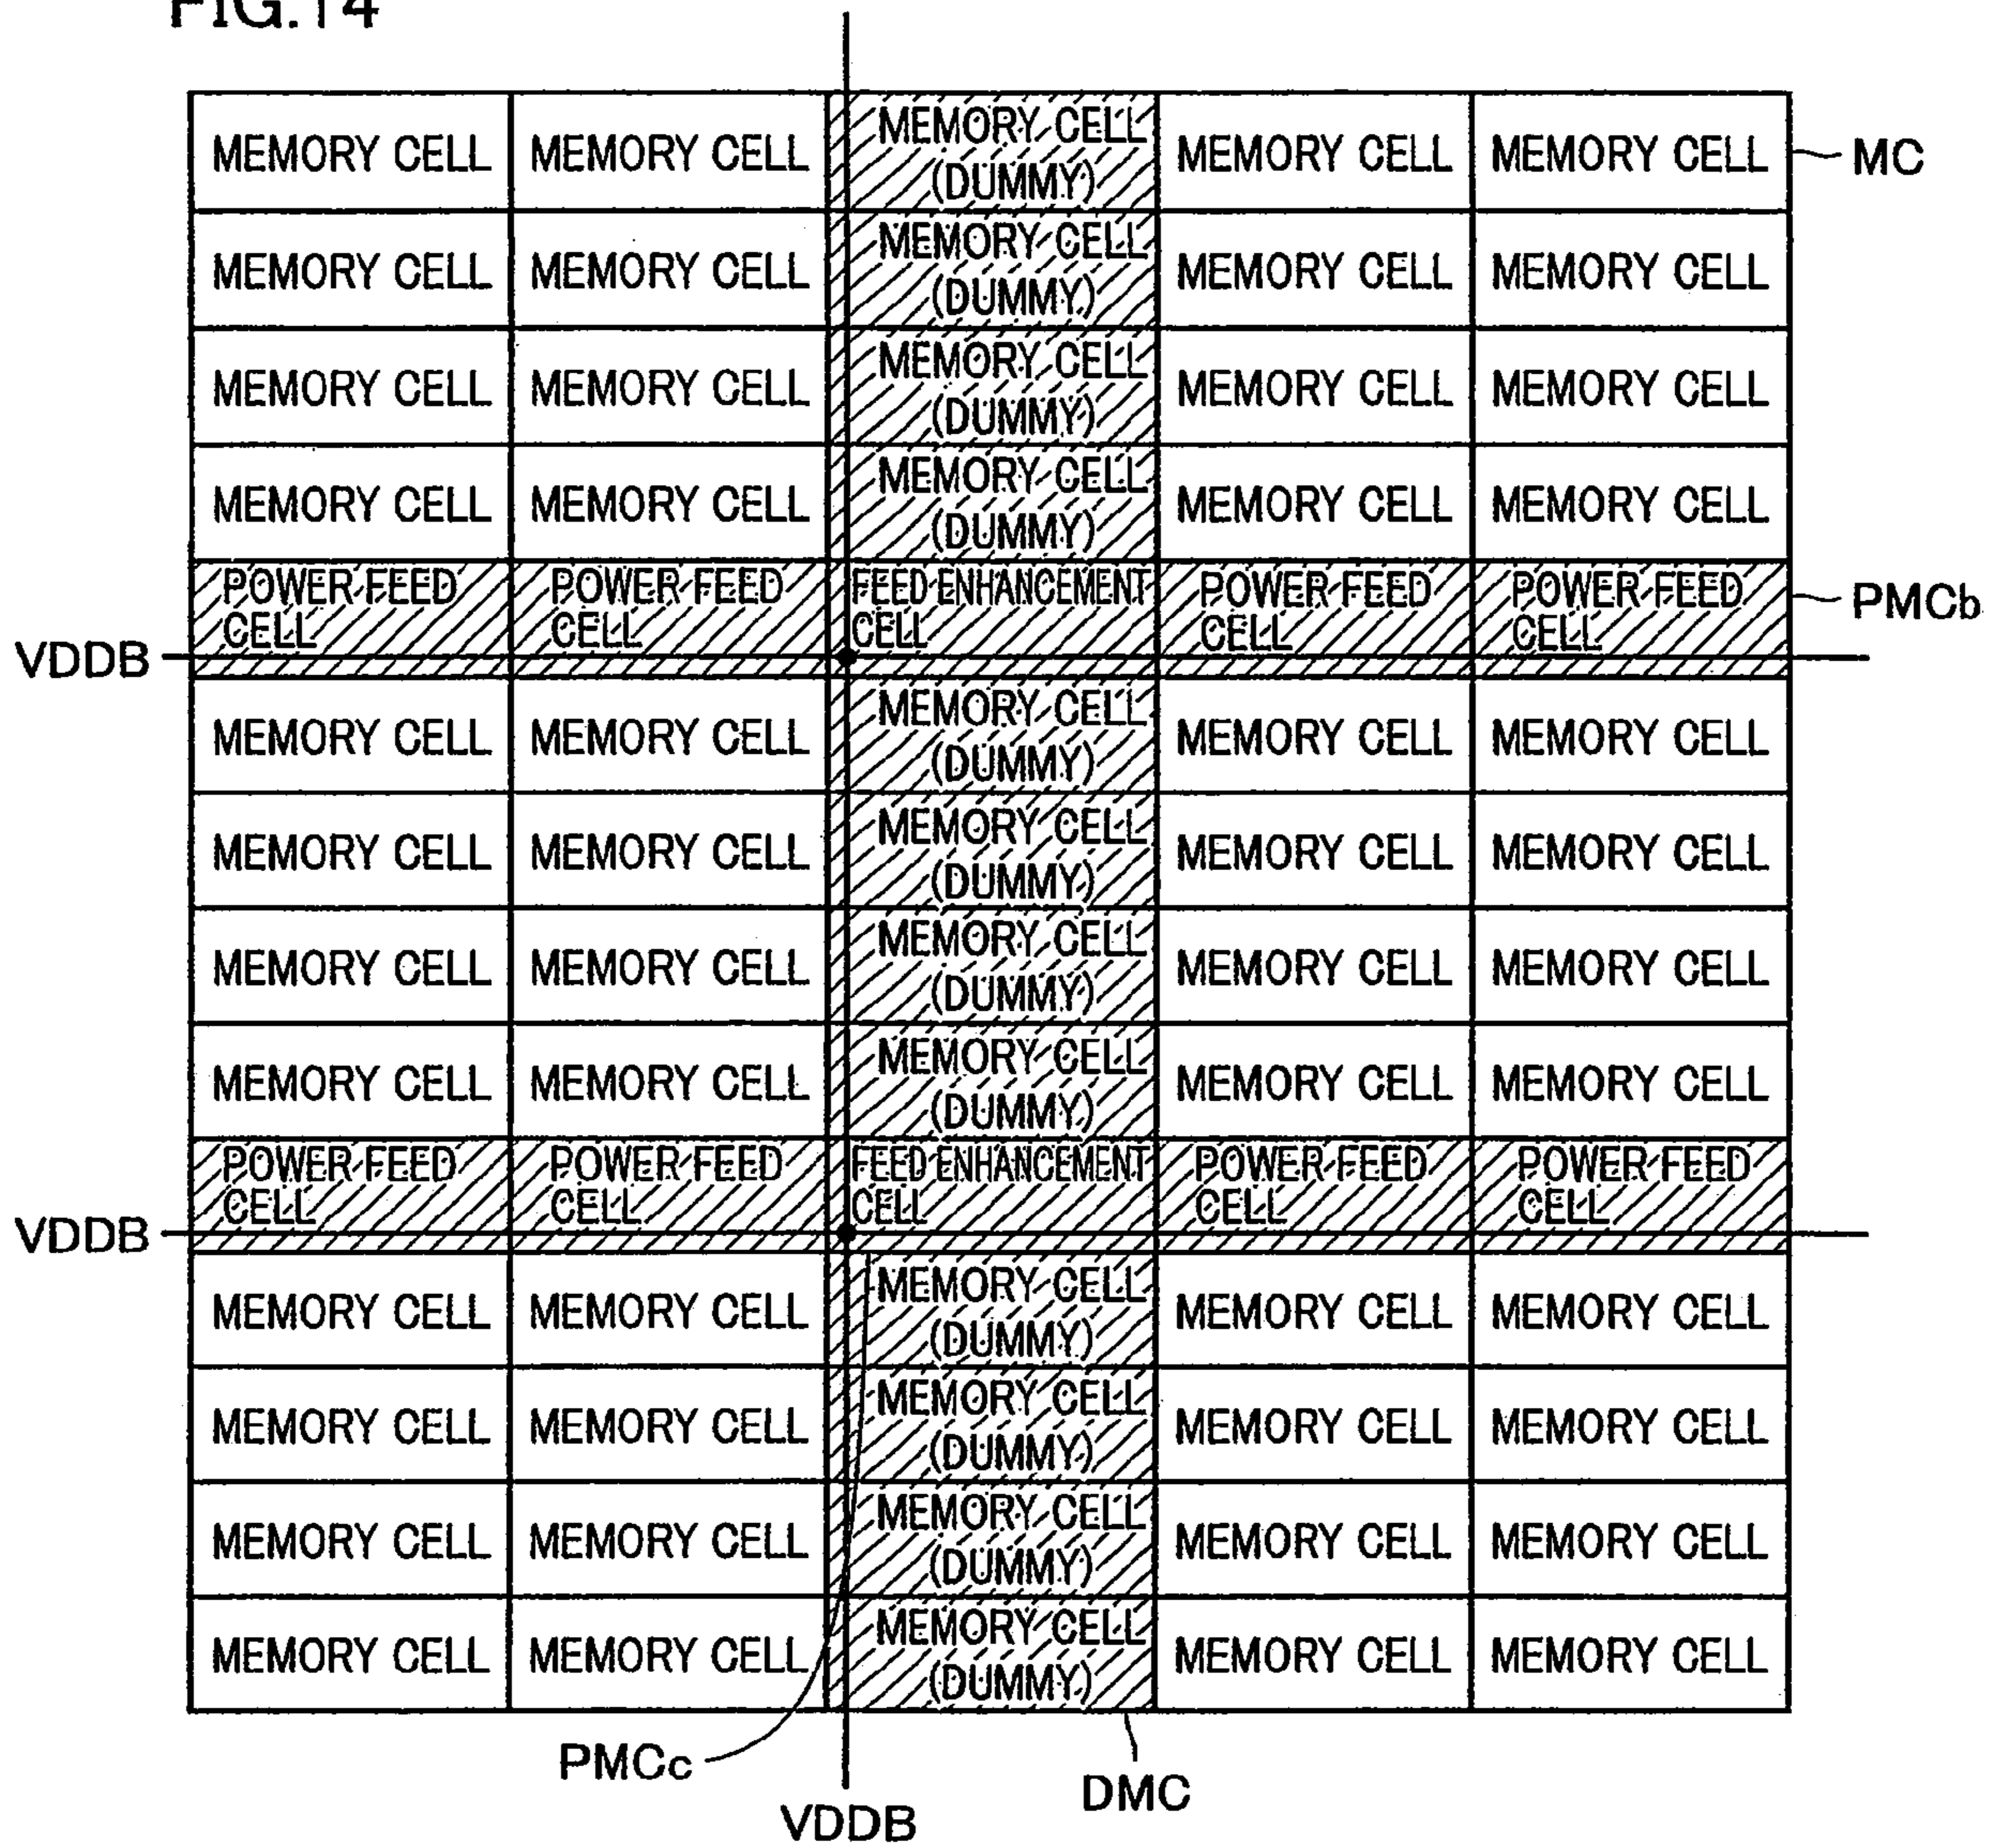 FIG.14
MEMORY CELL MEMORY CELL MEMORY CELL (DUMMY) MEMORY CELL MEMORY CELL MC
MEMORY CELL MEMORY CELL MEMORY CELL (DUMMY) MEMORY CELL MEMORY CELL
MEMORY CELL MEMORY CELL MEMORY CELL (DUMMY) MEMORY CELL MEMORY CELL
MEMORY CELL MEMORY CELL MEMORY CELL (DUMMY) MEMORY CELL MEMORY CELL
POWER FEED CELL POWER FEED CELL FEED ENHANCEMENT CELL POWER FEED CELL POWER FEED CELL PMCb
VDDB
MEMORY CELL MEMORY CELL MEMORY CELL (DUMMY) MEMORY CELL MEMORY CELL
MEMORY CELL MEMORY CELL MEMORY CELL (DUMMY) MEMORY CELL MEMORY CELL
MEMORY CELL MEMORY CELL MEMORY CELL (DUMMY) MEMORY CELL MEMORY CELL
MEMORY CELL MEMORY CELL MEMORY CELL (DUMMY) MEMORY CELL MEMORY CELL
POWER FEED CELL POWER FEED CELL FEED ENHANCEMENT CELL POWER FEED CELL POWER FEED CELL
VDDB
MEMORY CELL MEMORY CELL MEMORY CELL (DUMMY) MEMORY CELL MEMORY CELL
MEMORY CELL MEMORY CELL MEMORY CELL (DUMMY) MEMORY CELL MEMORY CELL
MEMORY CELL MEMORY CELL MEMORY CELL (DUMMY) MEMORY CELL MEMORY CELL
MEMORY CELL MEMORY CELL MEMORY CELL (DUMMY) MEMORY CELL MEMORY CELL
PMCc DMC
VDDB